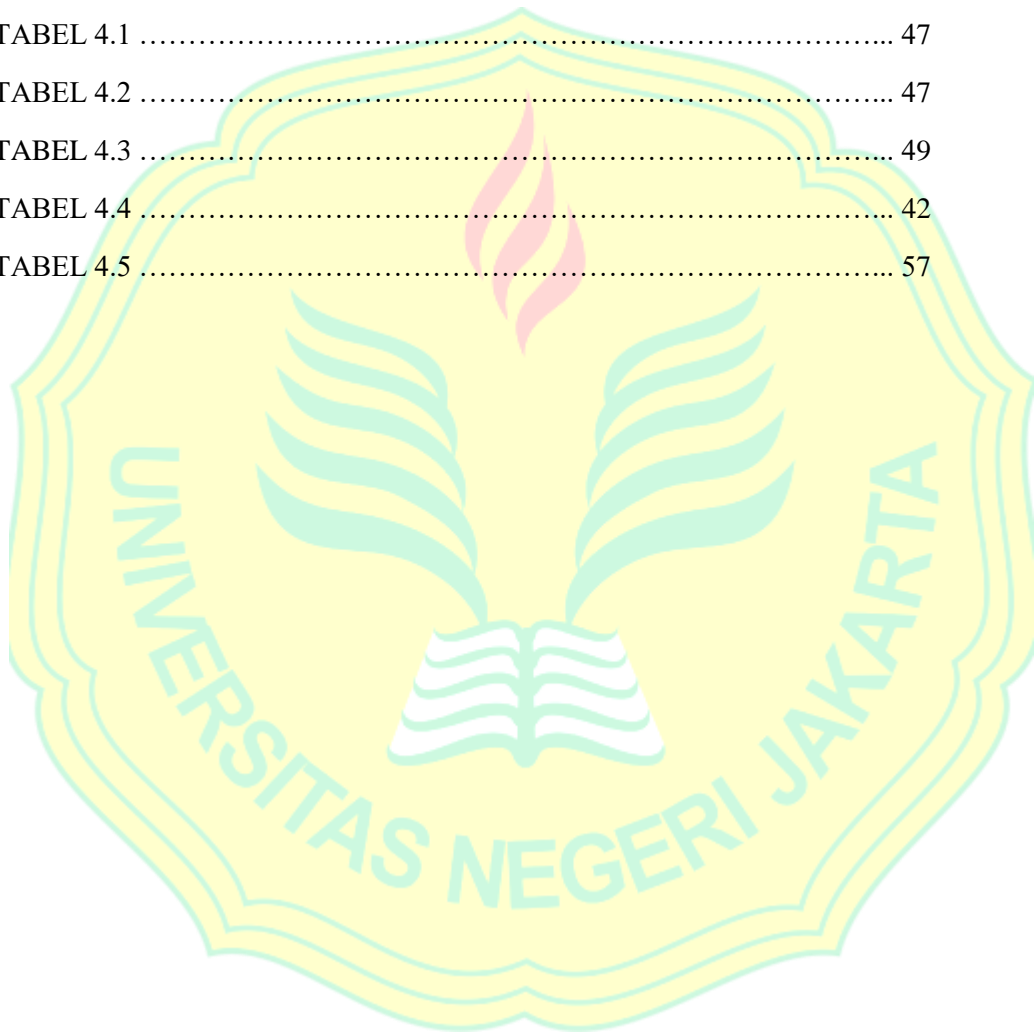 TABEL 4.1 ………………………………………………………………………... 47
TABEL 4.2 ………………………………………………………………………... 47
TABEL 4.3 ………………………………………………………………………... 49
TABEL 4.4 ……………………………………………………………………….. 42
TABEL 4.5 ………………………………………………………………………... 57
UNIVERSITAS NEGERI JAKARTA